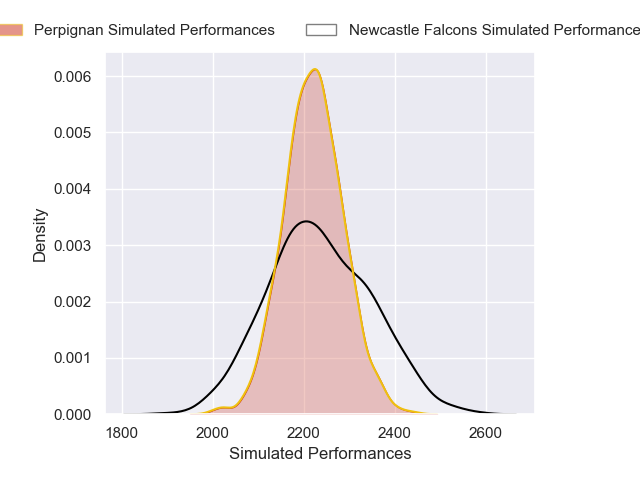 Perpignan Simulated Performances
Newcastle Falcons Simulated Performance
0.006
0.005
0.004
0.003
0.002
0.001
0.000
Density
1800 2000 2200 2400 2600
Simulated Performances